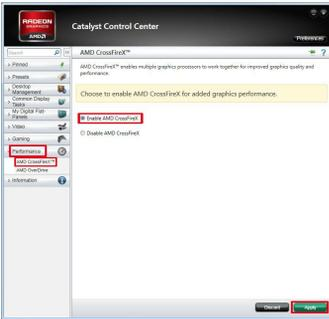 RADEON
GRAPHICS
AMD
Catalyst Control Center
Preferences
Search
AMD CrossFireX™
> Pinned
> Presets
> Desktop
Management
> Common Display
Tasks
> My Digital Flat-
Panels
> Video
> Gaming
> Performance
AMD CrossFireX™
AMD OverDrive
> Information
AMD CrossFireX™ enables multiple graphics processors to work together for improved graphics quality and
performance.
Choose to enable AMD CrossFireX for added graphics performance.
Enable AMD CrossFireX
Disable AMD CrossFireX
Discard
Apply